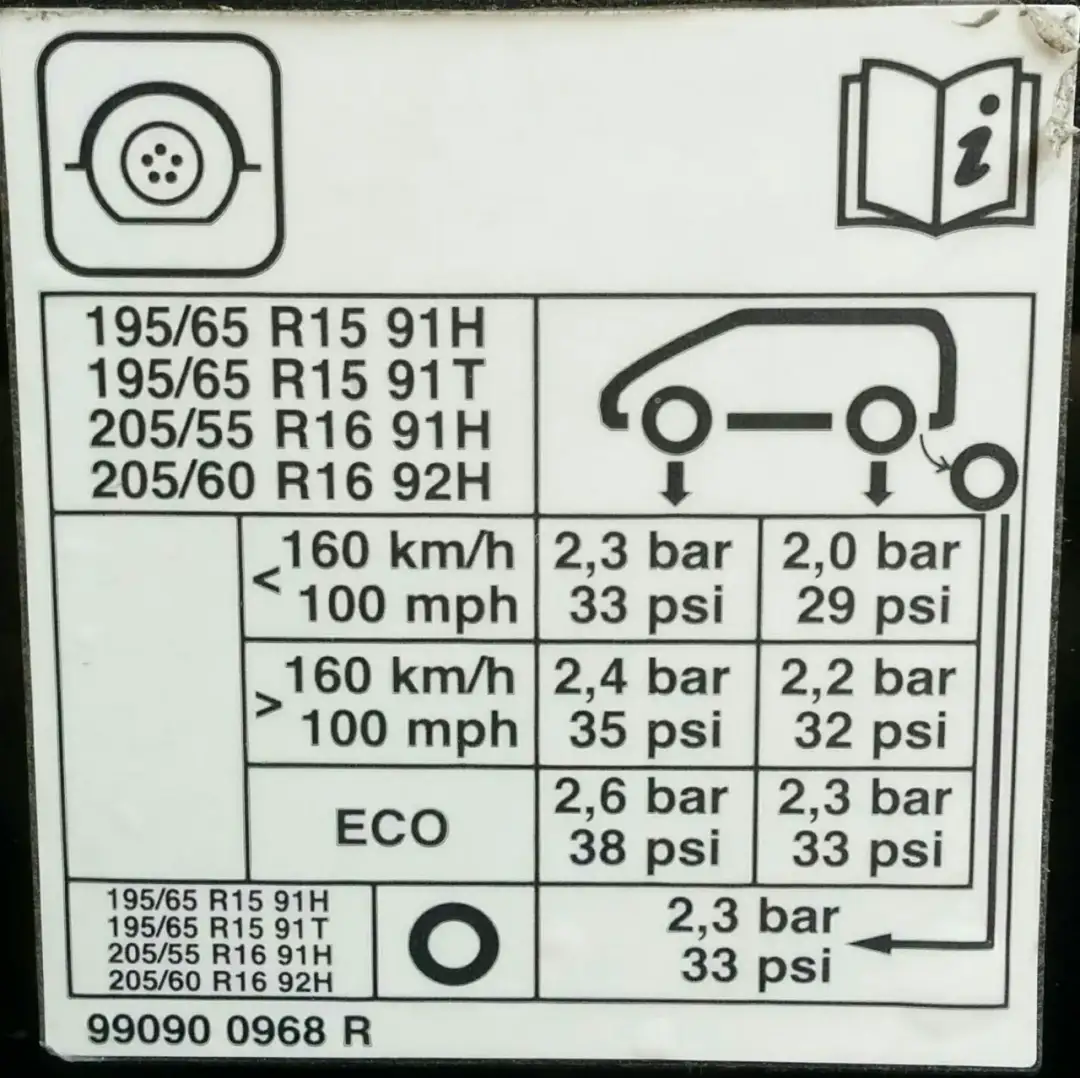 i
195/65 R15 91H
195/65 R15 91T
205/55 R16 91H
205/60 R16 92H
< 160 km/h 2,3 bar 2,0 bar
100 mph 33 psi 29 psi
> 160 km/h 2,4 bar 2,2 bar
100 mph 35 psi 32 psi
ECO 2,6 bar 2,3 bar
38 psi 33 psi
195/65 R15 91H
195/65 R15 91T
205/55 R16 91H
205/60 R16 92H
2,3 bar
33 psi
99090 0968 R